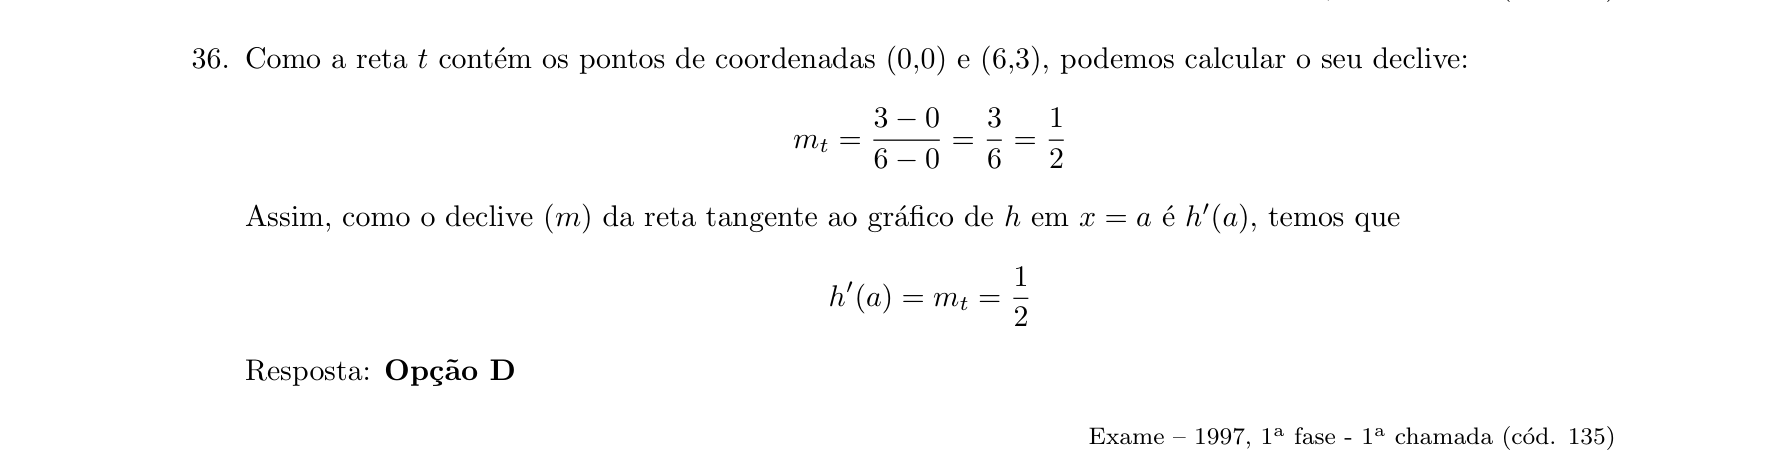 36. Como a reta t contém os pontos de coordenadas (0,0) e (6,3), podemos calcular o seu declive:
m_t = \frac{3 − 0}{6 − 0} = \frac{3}{6} = \frac{1}{2}
Assim, como o declive (m) da reta tangente ao gráfico de h em x = a é h′(a), temos que
h′(a) = m_t = \frac{1}{2}
Resposta: Opção D
Exame – 1997, 1ª fase - 1ª chamada (cód. 135)